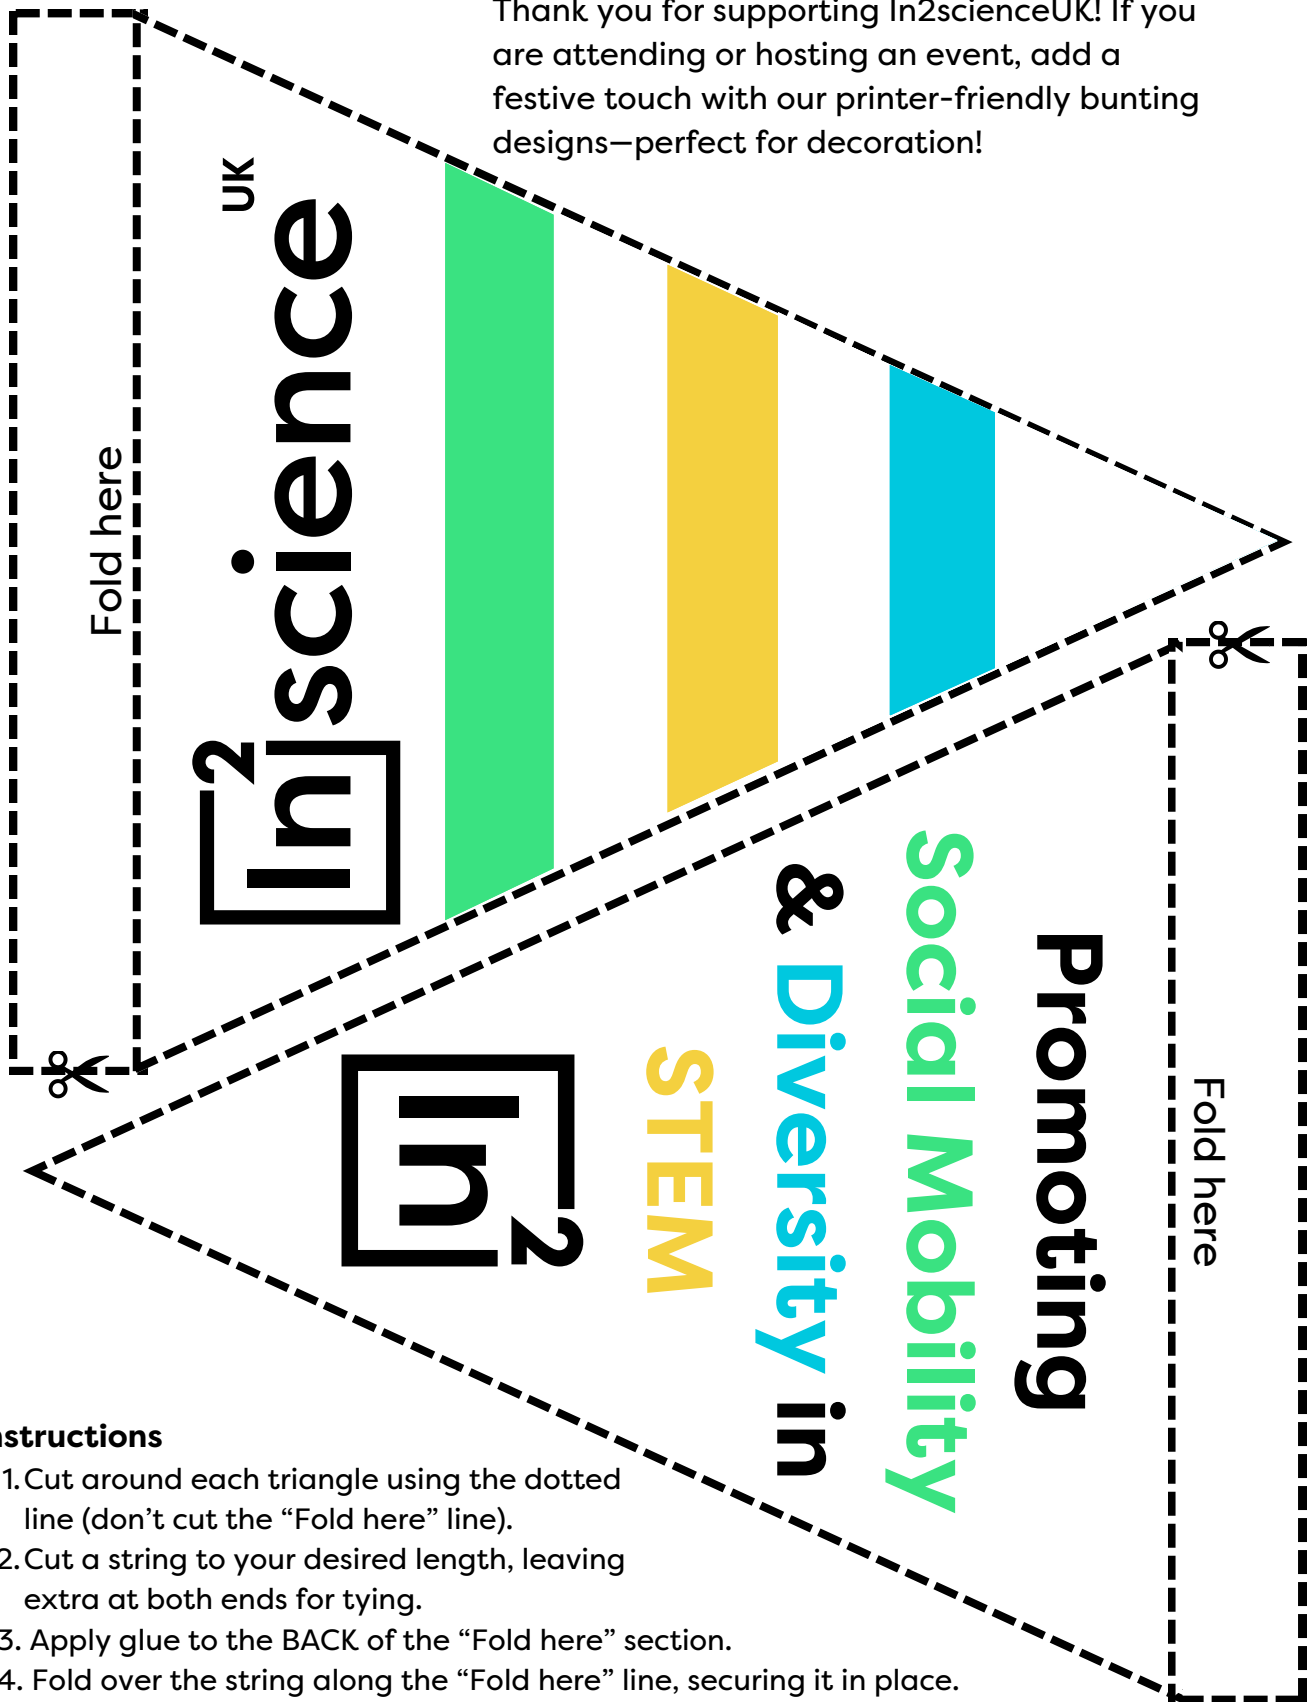 Thank you for supporting In2scienceUK! If you
are attending or hosting an event, add a
festive touch with our printer-friendly bunting
designs—perfect for decoration!
Fold here
In2science UK
Fold here
Promoting
Social Mobility
& Diversity in
STEM
In2
nstructions
1. Cut around each triangle using the dotted
line (don’t cut the “Fold here” line).
2. Cut a string to your desired length, leaving
extra at both ends for tying.
3. Apply glue to the BACK of the “Fold here” section.
4. Fold over the string along the “Fold here” line, securing it in place.